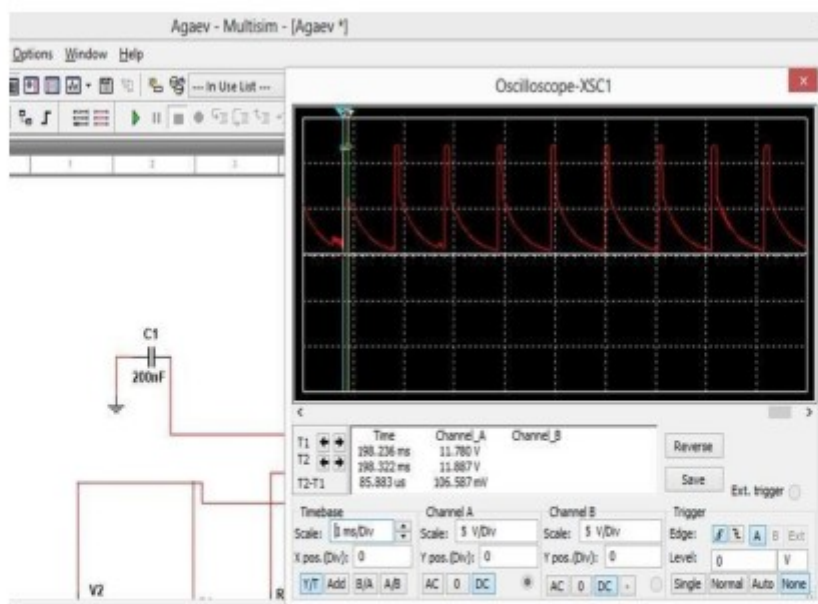 Agaev - Multisim - [Agaev *]
Options Window Help
--- In Use List ---
Oscilloscope-XSC1
x
1 2 3
C1
200nF
V2
Time Channel_A Channel_B
T1 198.236 ms 11.780 V
T2 198.322 ms 11.887 V
T2-T1 85.883 us 106.587 mV
Reverse
Save
Ext. trigger
Timebase Channel A Channel B Trigger
Scale: 1 ms/Div Scale: 5 V/Div Scale: 5 V/Div Edge: A B Ext
X pos.(Div): 0 Y pos.(Div): 0 Y pos.(Div): 0 Level: 0 V
Y/T Add B/A A/B AC 0 DC AC 0 DC - Single Normal Auto None